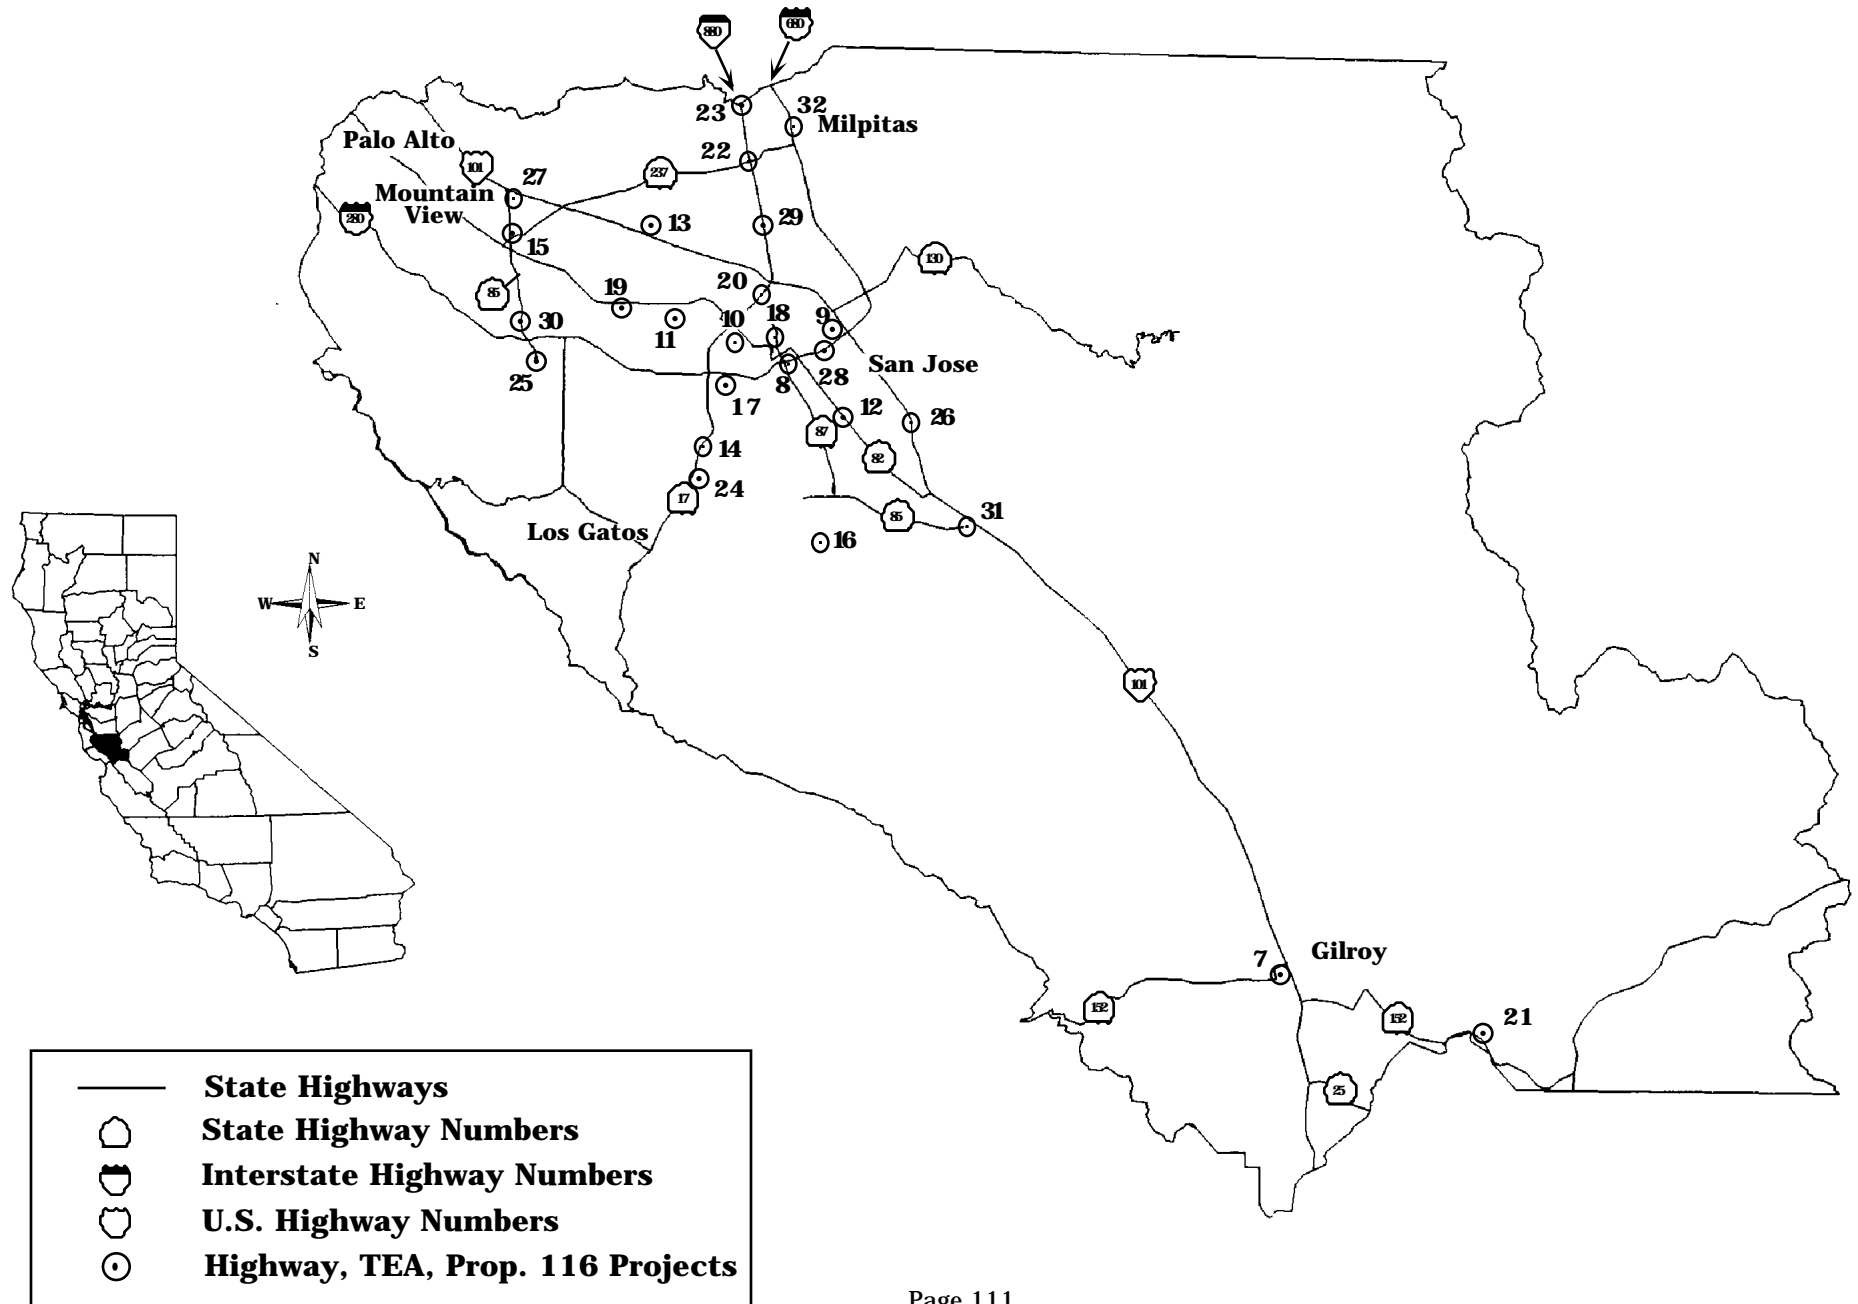 880
680
23
32
Milpitas
Palo Alto
22
101
237
27
Mountain
View
280
13
29
15
130
85
20
19
18
9
30
10
11
San Jose
25
8
28
17
12
26
87
14
82
24
17
85
31
Los Gatos
16
N
W
E
S
101
7
Gilroy
152
152
21
25
State Highways
State Highway Numbers
Interstate Highway Numbers
U.S. Highway Numbers
Highway, TEA, Prop. 116 Projects
Page 111